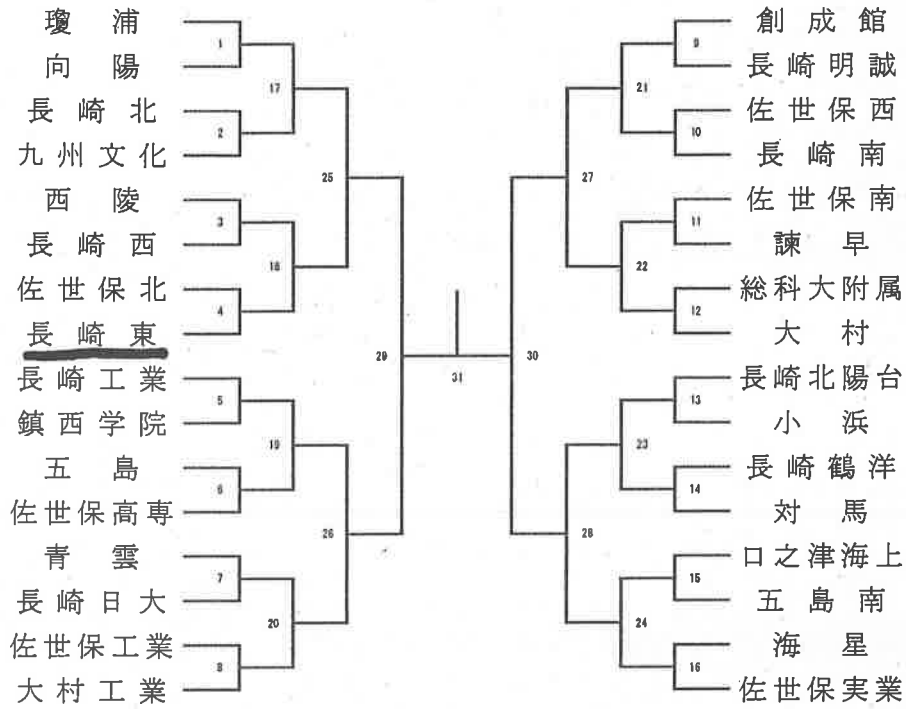 瓊浦
向陽
長崎北
九州文化
西陵
長崎西
佐世保北
長崎東
長崎工業
鎮西学院
五島
佐世保高専
青雲
長崎日大
佐世保工業
大村工業
1
2
3
4
5
6
7
8
17
18
19
20
25
26
29
31
30
27
28
21
22
23
24
9
10
11
12
13
14
15
16
創成館
長崎明誠
佐世保西
長崎南
佐世保南
諫早
総科大附属
大村
長崎北陽台
小浜
長崎鶴洋
対馬
口之津海上
五島南
海星
佐世保実業